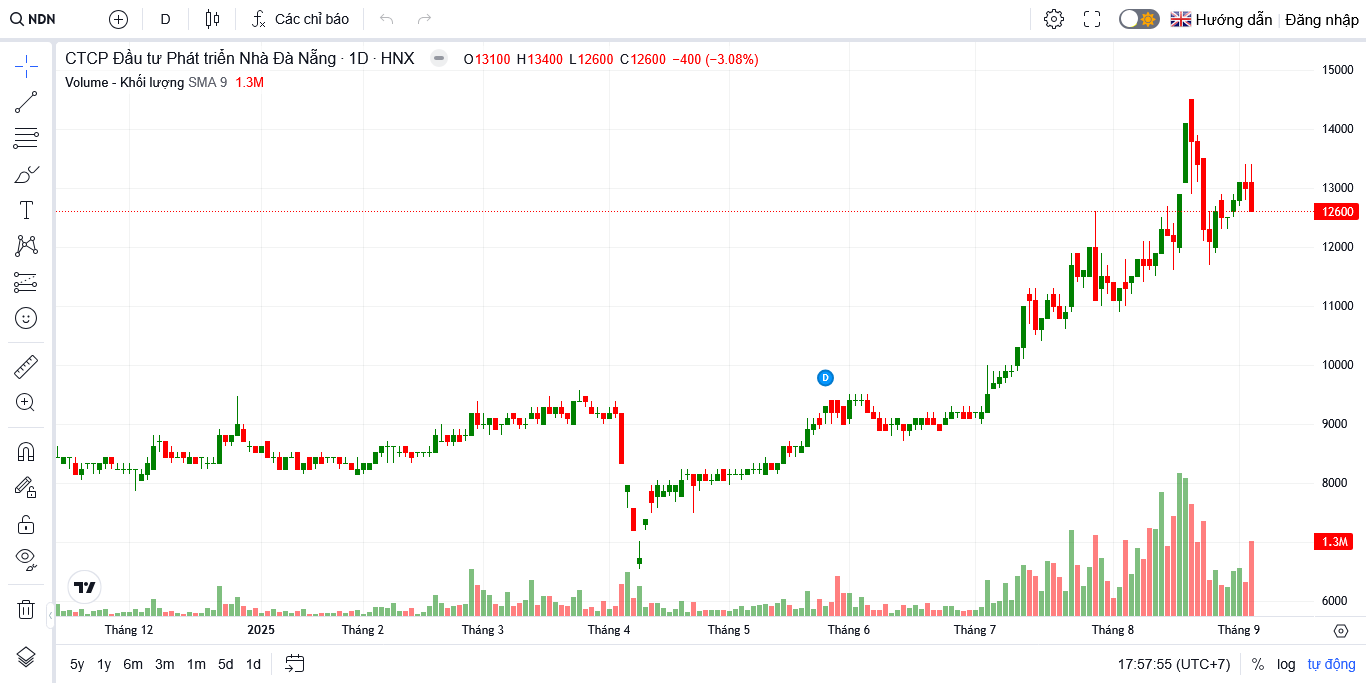 NDN D Các chỉ báo Hướng dẫn Đăng nhập
CTCP Đầu tư Phát triển Nhà Đà Nẵng · 1D · HNX O13100 H13400 L12600 C12600 −400 (−3.08%)
Volume - Khối lượng SMA 9 1.3M
15000
14000
13000
12600
12000
11000
10000
D
9000
8000
1.3M
6000
Tháng 12 2025 Tháng 2 Tháng 3 Tháng 4 Tháng 5 Tháng 6 Tháng 7 Tháng 8 Tháng 9
5y 1y 6m 3m 1m 5d 1d 17:57:55 (UTC+7) % log tự động